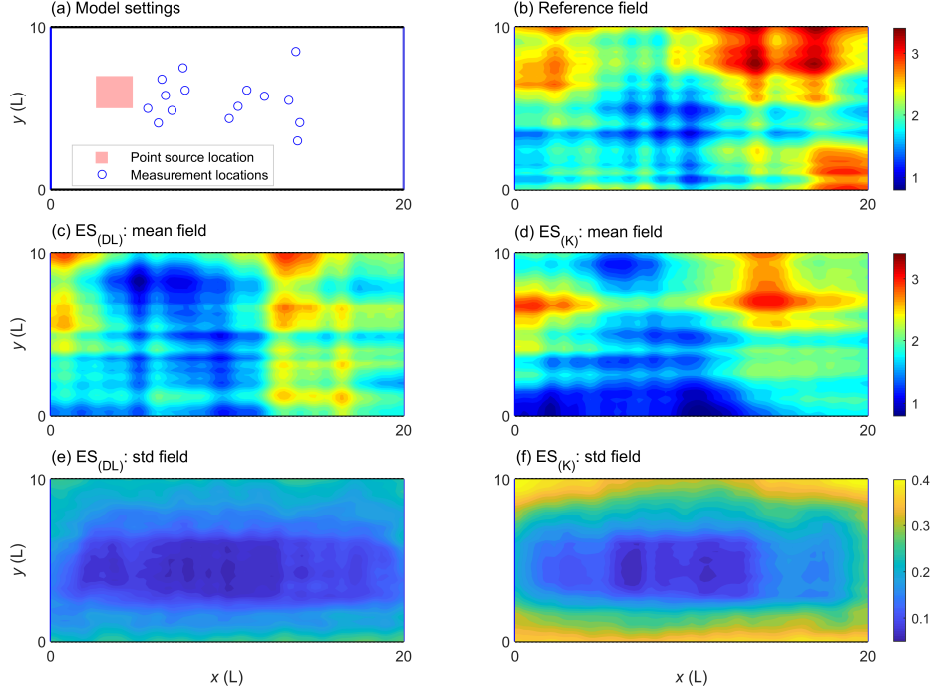 (a) Model settings
10
y (L)
0
0
20
Point source location
Measurement locations
(b) Reference field
10
0
0
20
3
2
1
(c) ES(DL): mean field
10
y (L)
0
0
20
(d) ES(K): mean field
10
0
0
20
3
2
1
(e) ES(DL): std field
10
y (L)
0
0
20
x (L)
(f) ES(K): std field
10
0
0
20
x (L)
0.4
0.3
0.2
0.1